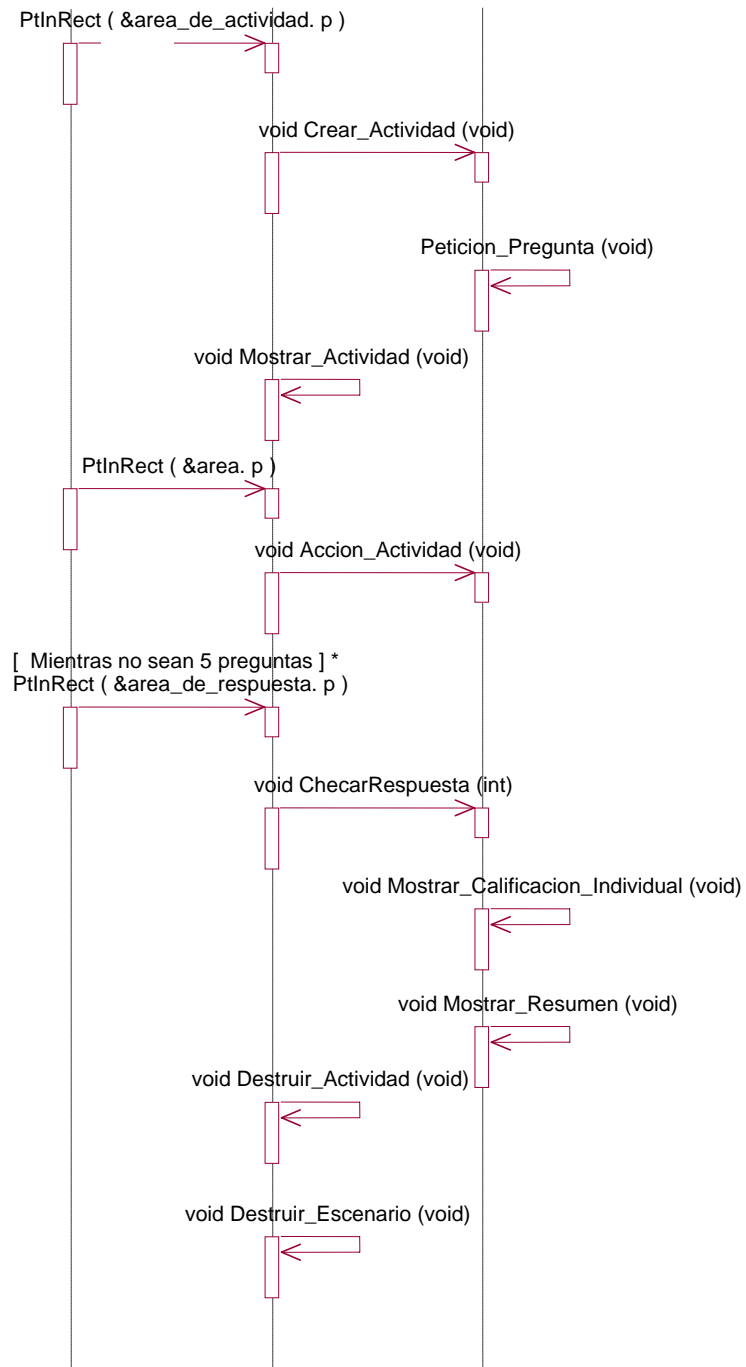 PtInRect ( &area_de_actividad. p )
void Crear_Actividad (void)
Peticion_Pregunta (void)
void Mostrar_Actividad (void)
PtInRect ( &area. p )
void Accion_Actividad (void)
[ Mientras no sean 5 preguntas ] *
PtInRect ( &area_de_respuesta. p )
void ChecarRespuesta (int)
void Mostrar_Calificacion_Individual (void)
void Mostrar_Resumen (void)
void Destruir_Actividad (void)
void Destruir_Escenario (void)